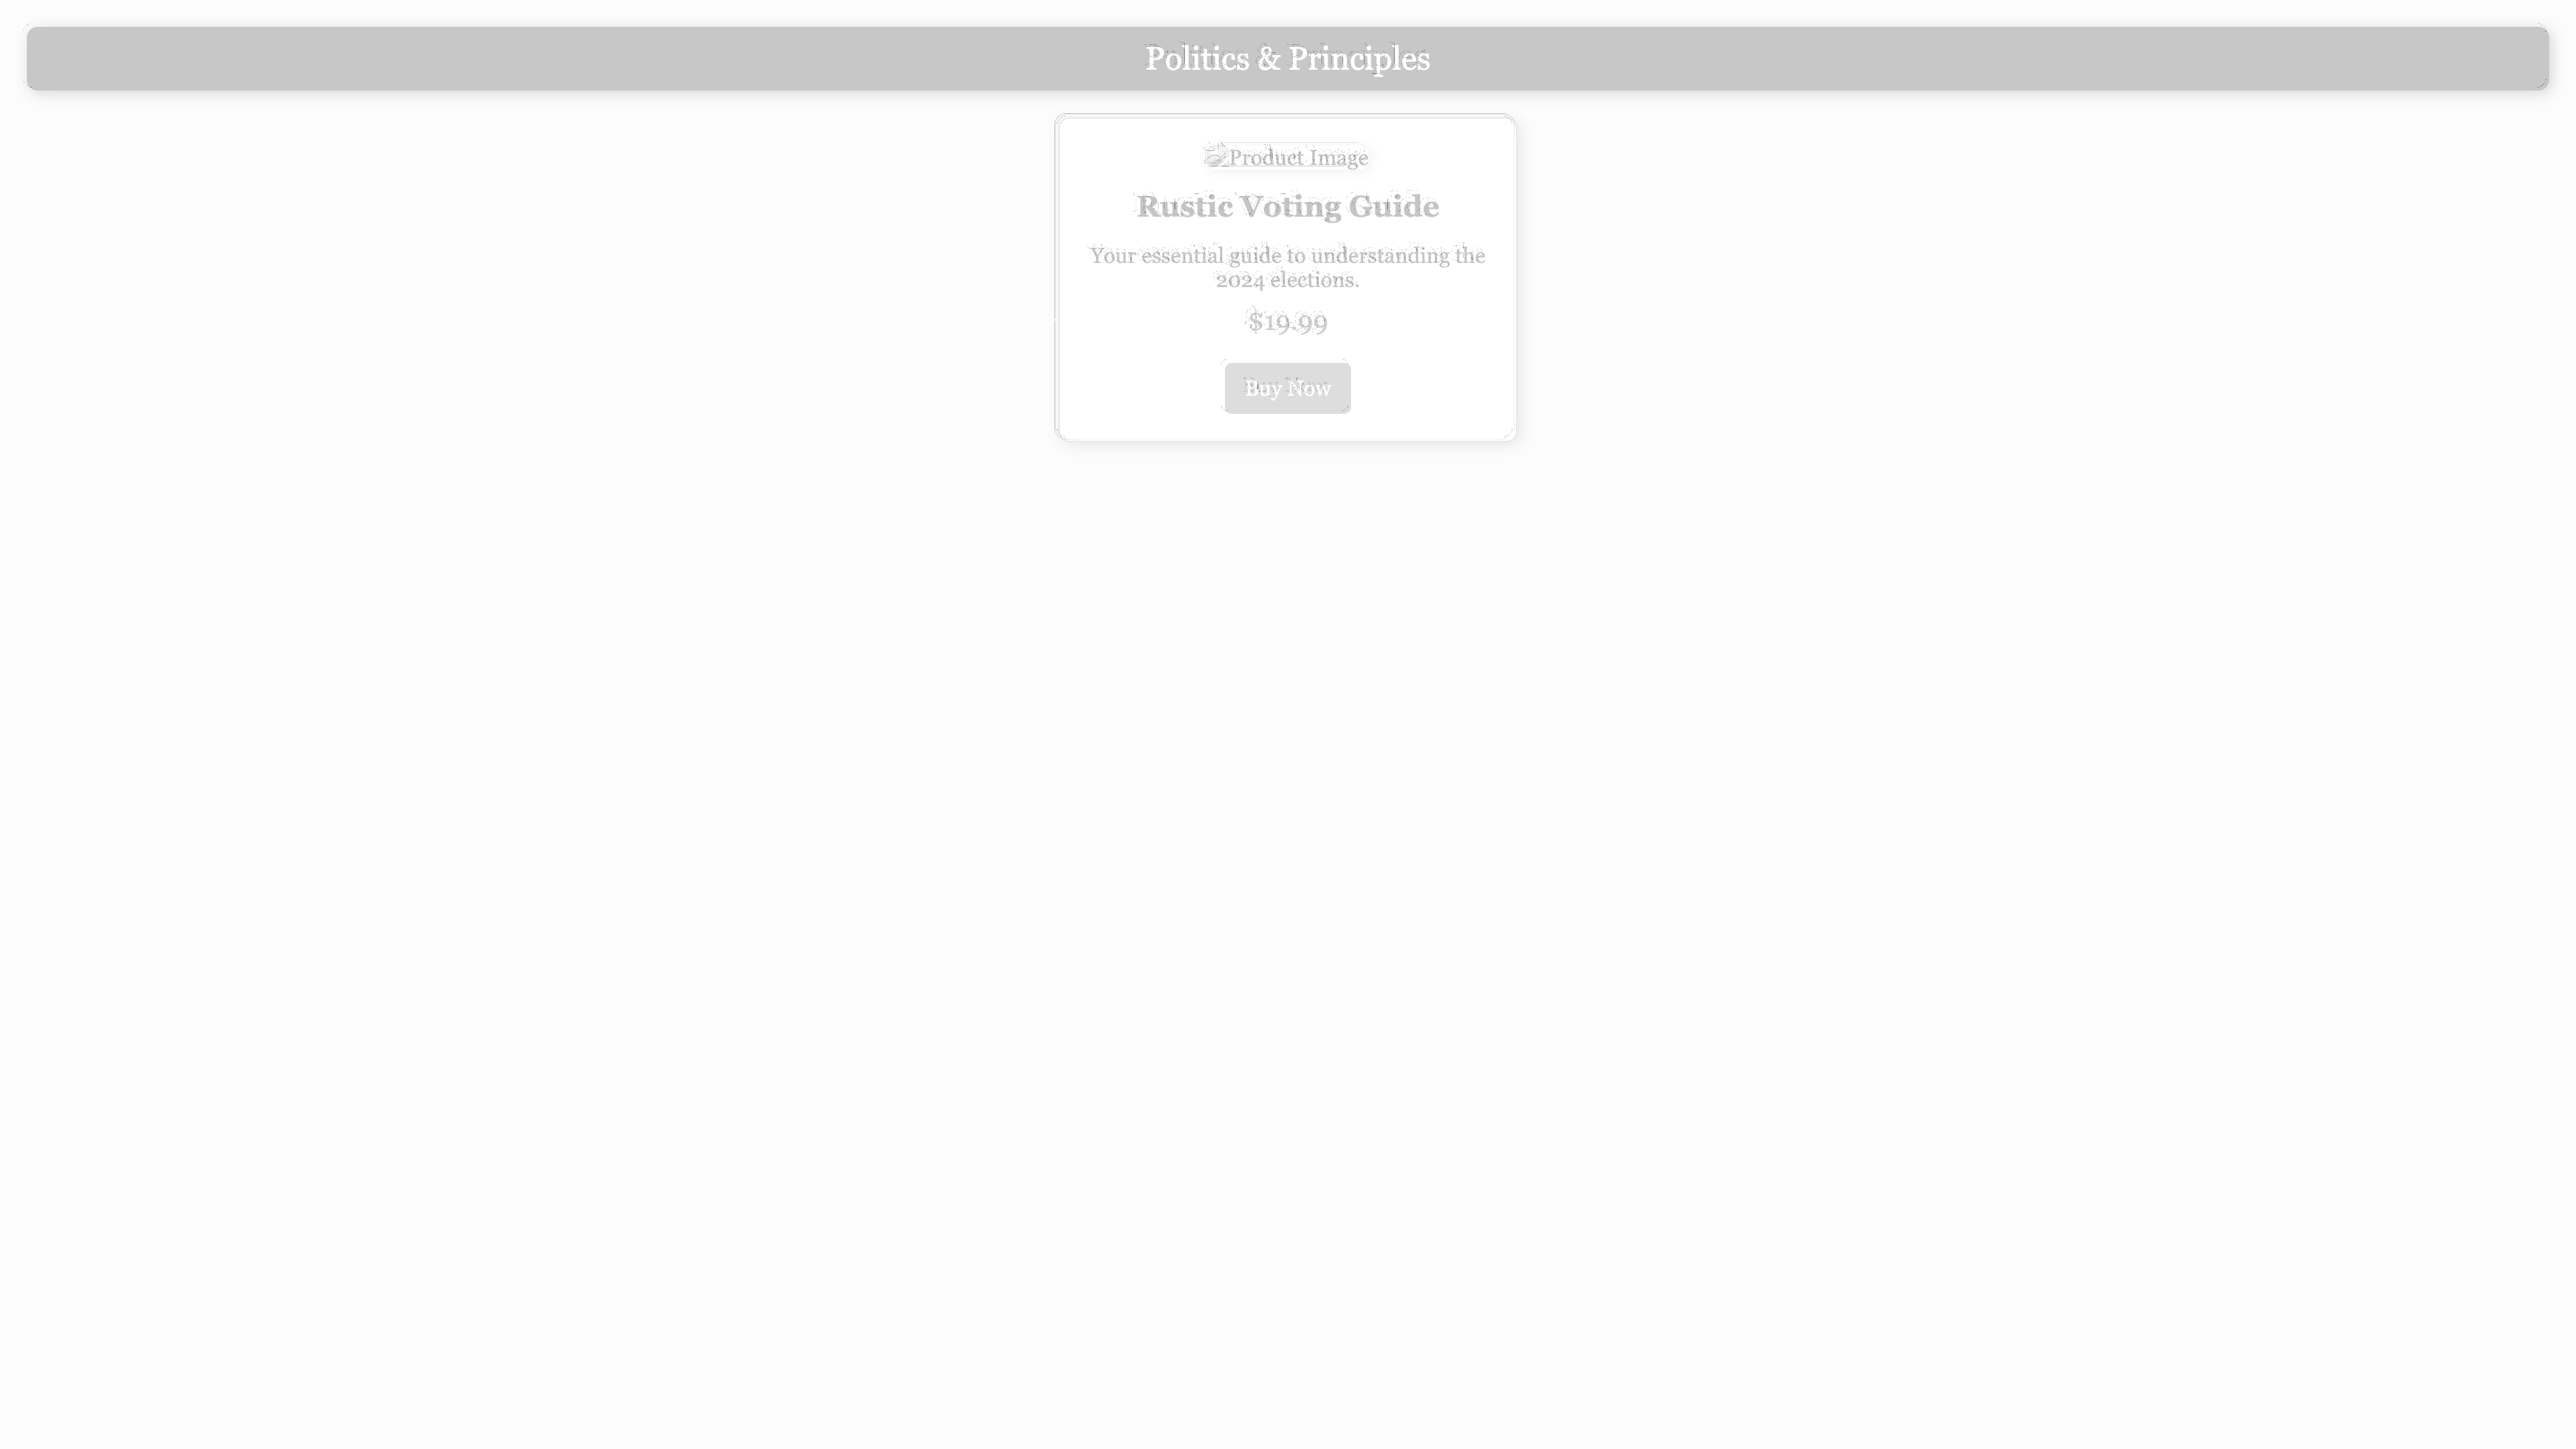 Politics & Principles
Product Image
Rustic Voting Guide
Your essential guide to understanding the
2024 elections.
$19.99
Buy Now